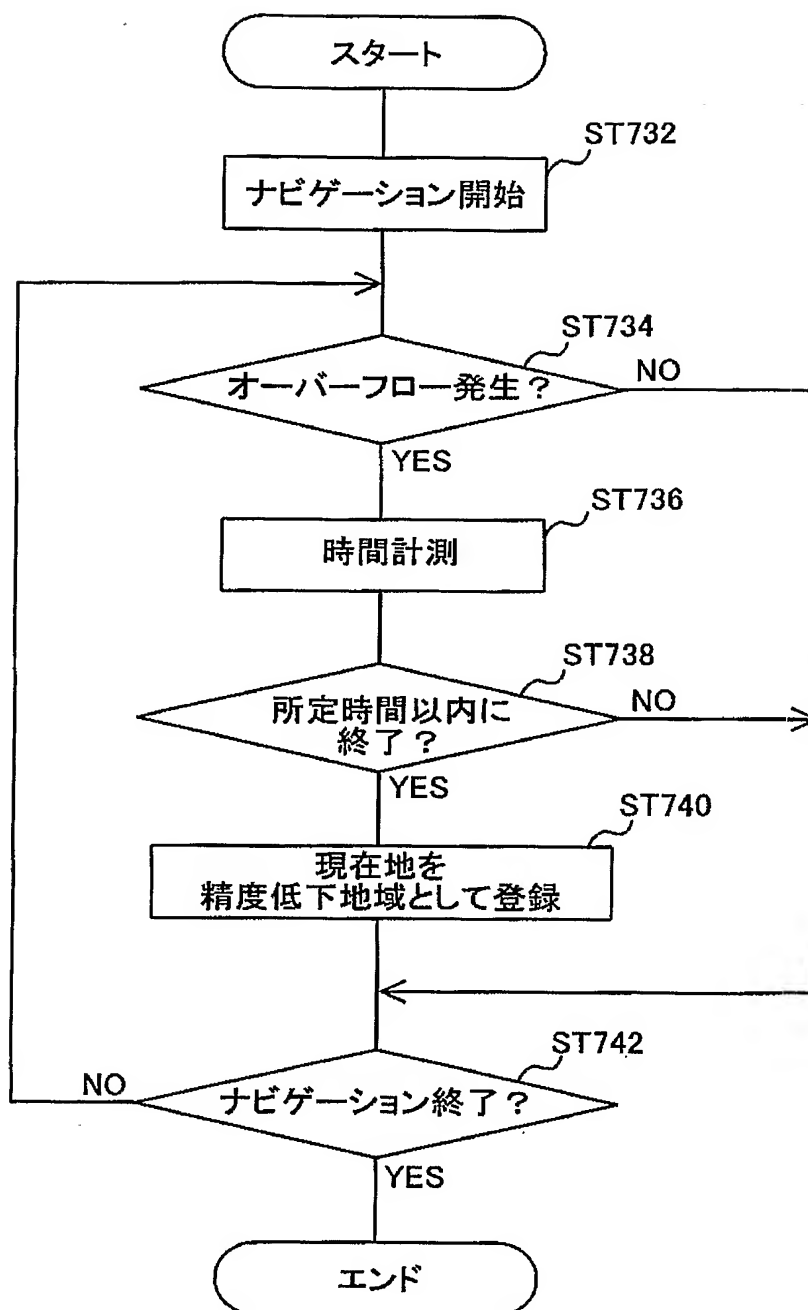 スタート
ST732
ナビゲーション開始
ST734
オーバーフロー発生？
NO
YES
ST736
時間計測
ST738
所定時間以内に
終了？
NO
YES
ST740
現在地を
精度低下地域として登録
ST742
ナビゲーション終了？
NO
YES
エンド